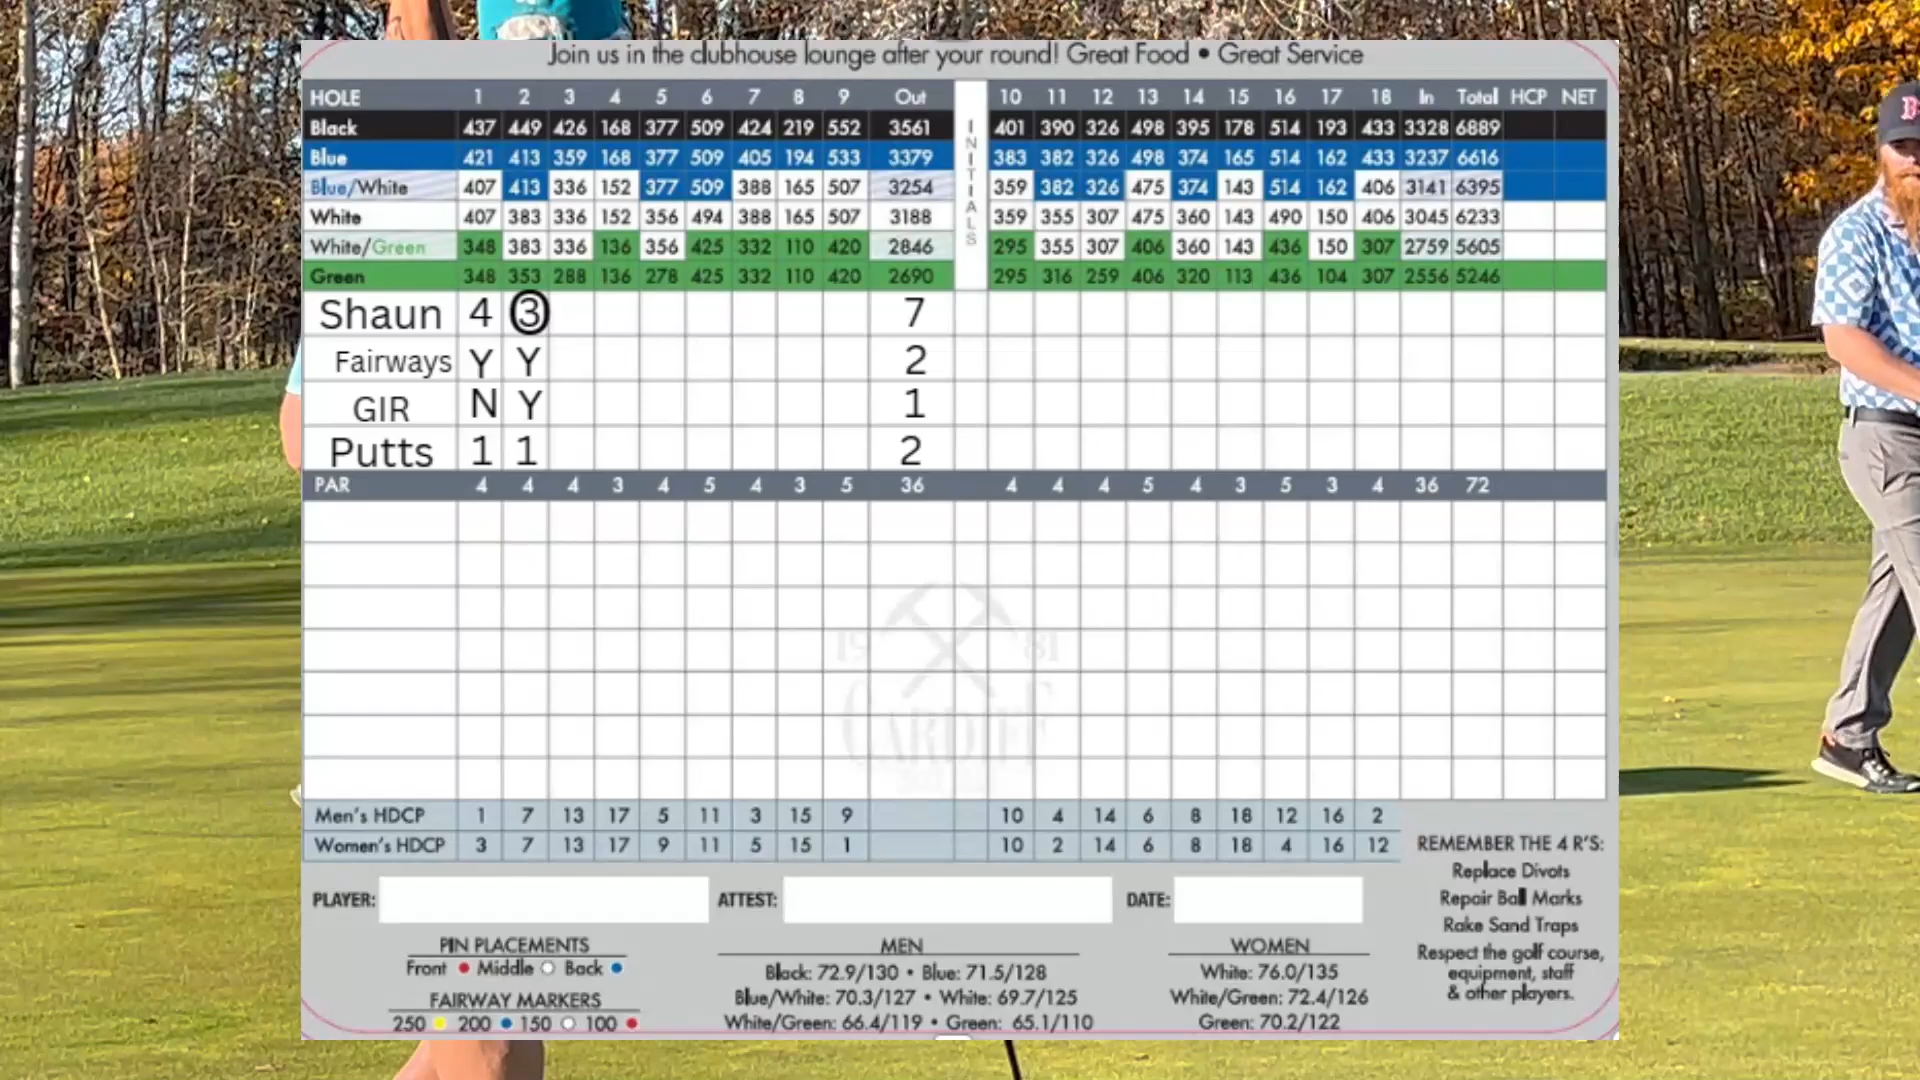 Join us in the clubhouse lounge after your round! Great Food • Great Service
HOLE 1 2 3 4 5 6 7 8 9 Out INITIALS 10 11 12 13 14 15 16 17 18 In Total HCP NET
Black 437 449 426 168 377 509 424 219 552 3561 401 390 326 498 395 178 514 193 433 3328 6889
Blue 421 413 359 168 377 509 405 194 533 3379 383 382 326 498 374 165 514 162 433 3237 6616
Blue/White 407 413 336 152 377 509 388 165 507 3254 359 382 326 475 374 143 514 162 406 3141 6395
White 407 383 336 152 356 494 388 165 507 3188 359 355 307 475 360 143 490 150 406 3045 6233
White/Green 348 383 336 136 356 425 332 110 420 2846 295 355 307 406 360 143 436 150 307 2759 5605
Green 348 353 288 136 278 425 332 110 420 2690 295 316 259 406 320 113 436 104 307 2556 5246
Shaun 4 3 7
Fairways Y Y 2
GIR N Y 1
Putts 1 1 2
PAR 4 4 4 3 4 5 4 3 5 36 4 4 4 5 4 3 5 3 4 36 72
19 81
CARDIFF
Men's HDCP 1 7 13 17 5 11 3 15 9 10 4 14 6 8 18 12 16 2
Women's HDCP 3 7 13 17 9 11 5 15 1 10 2 14 6 8 18 4 16 12
REMEMBER THE 4 R'S:
Replace Divots
Repair Ball Marks
Rake Sand Traps
Respect the golf course,
equipment, staff
& other players.
PLAYER: ATTEST: DATE:
PIN PLACEMENTS
Front Middle Back
FAIRWAY MARKERS
250 200 150 100
MEN
Black: 72.9/130 • Blue: 71.5/128
Blue/White: 70.3/127 • White: 69.7/125
White/Green: 66.4/119 • Green: 65.1/110
WOMEN
White: 76.0/135
White/Green: 72.4/126
Green: 70.2/122
B